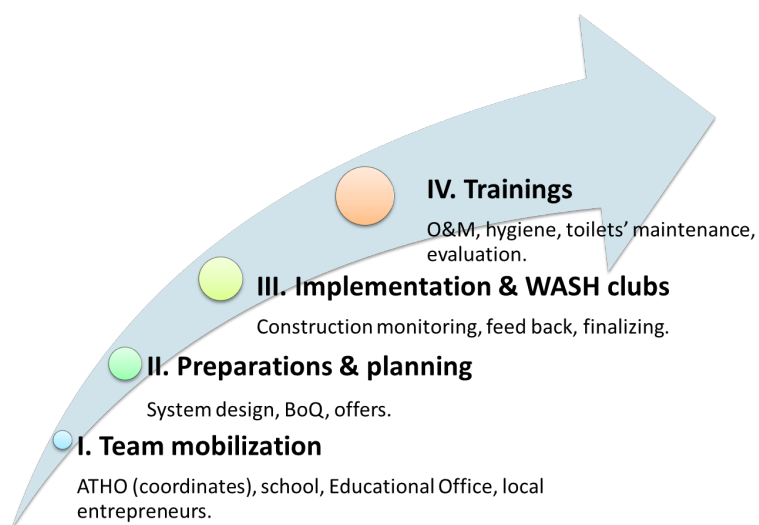 IV. Trainings
O&M, hygiene, toilets’ maintenance,
evaluation.
III. Implementation & WASH clubs
Construction monitoring, feed back, finalizing.
II. Preparations & planning
System design, BoQ, offers.
I. Team mobilization
ATHO (coordinates), school, Educational Office, local
entrepreneurs.